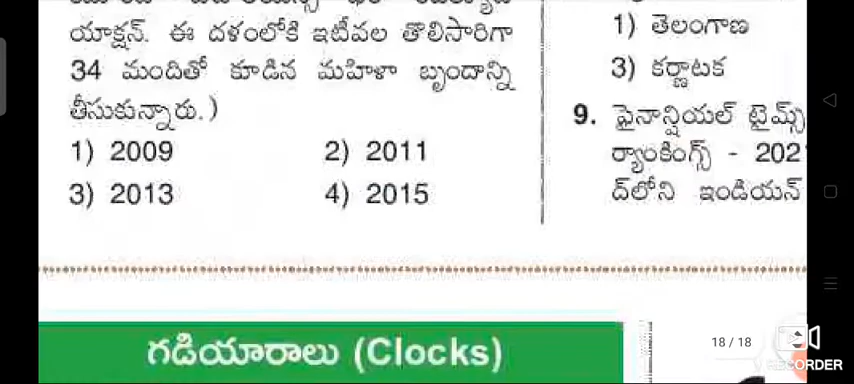 యాక్షన్. ఈ దళంలోకి ఇటీవల తొలిసారిగా
34 మందితో కూడిన మహిళా బృందాన్ని
తీసుకున్నారు.)
1) 2009 2) 2011
3) 2013 4) 2015
1) తెలంగాణ
3) కర్ణాటక
9. ఫైనాన్షియల్ టైమ్స్
ర్యాంకింగ్స్ - 202
ద్‌లోని ఇండియన్
గడియారాలు (Clocks)
18 / 18
RECORDER